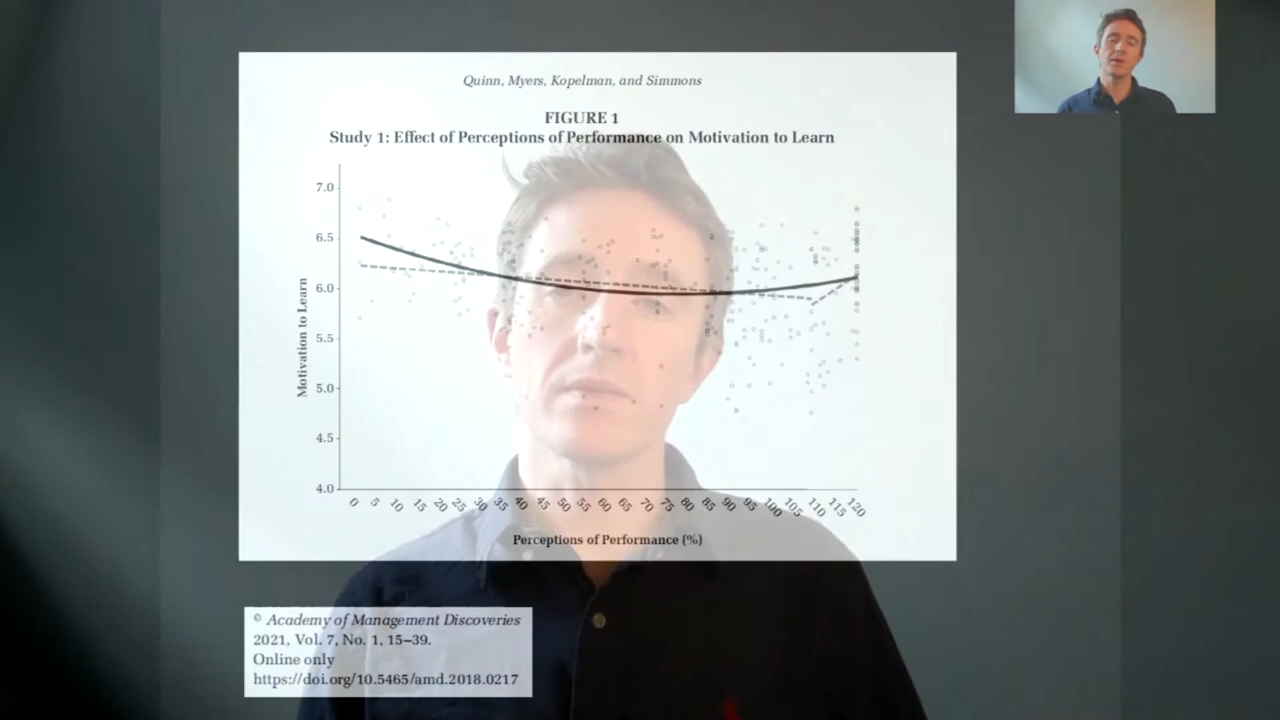 Quinn, Myers, Kopelman, and Simmons
FIGURE 1
Study 1: Effect of Perceptions of Performance on Motivation to Learn
7.0
6.5
6.0
5.5
5.0
4.5
4.0
Motivation to Learn
0 5 10 15 20 25 30 35 40 45 50 55 60 65 70 75 80 85 90 95 100 105 110 115 120
Perceptions of Performance (%)
© Academy of Management Discoveries
2021, Vol. 7, No. 1, 15–39.
Online only
https://doi.org/10.5465/amd.2018.0217